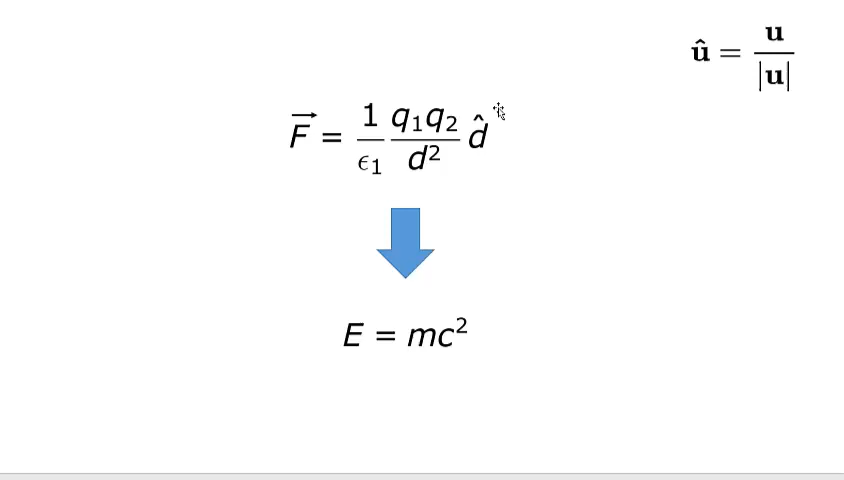 û = u / |u|
F⃗ = 1/ϵ₁ q₁q₂/d² d̂
E = mc²